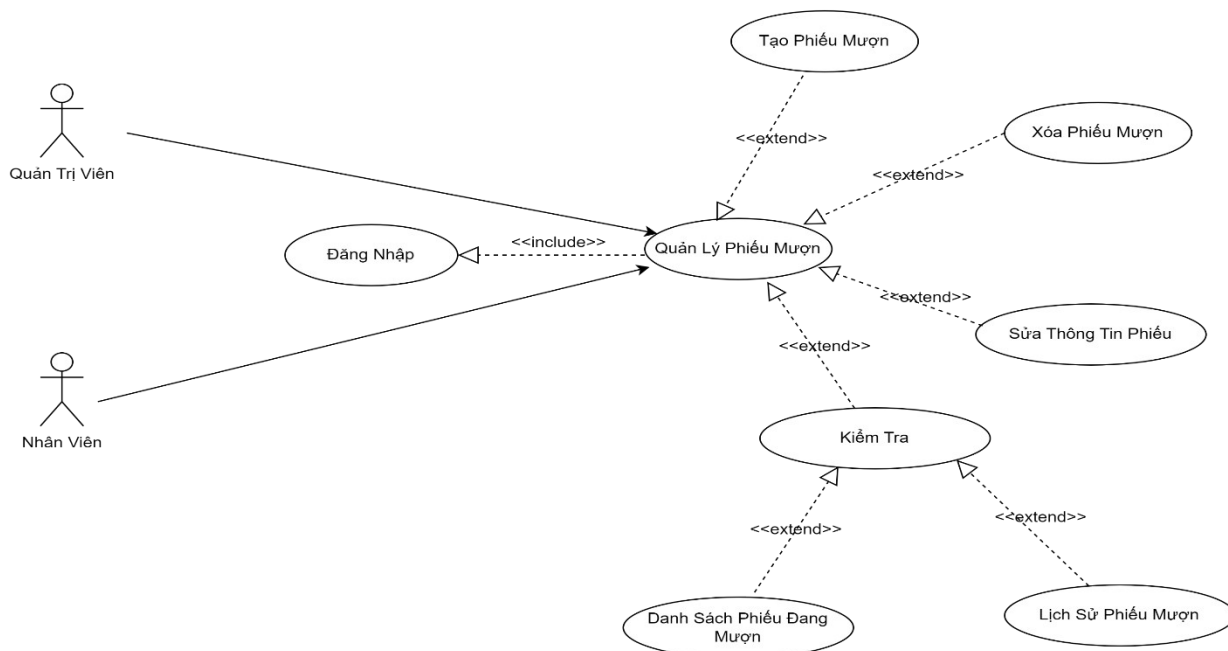 Tạo Phiếu Mượn
<<extend>>
Xóa Phiếu Mượn
<<extend>>
Quản Trị Viên
<<include>>
Đăng Nhập
Quản Lý Phiếu Mượn
<<extend>>
Sửa Thông Tin Phiếu
<<extend>>
Nhân Viên
Kiểm Tra
<<extend>>
<<extend>>
Danh Sách Phiếu Đang
Mượn
Lịch Sử Phiếu Mượn